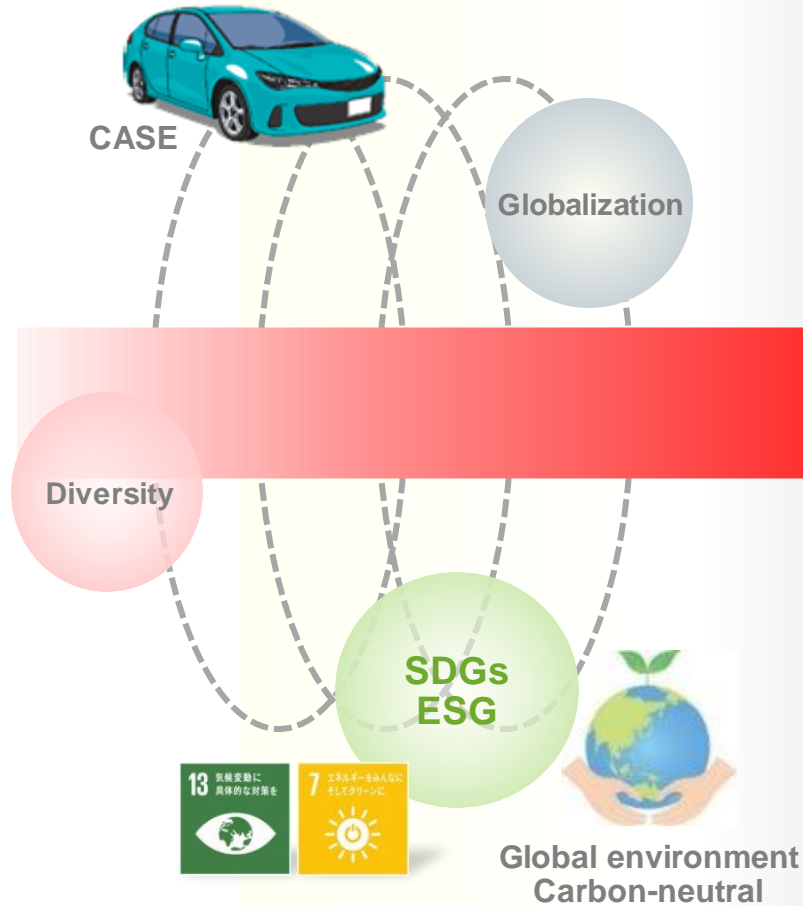 CASE
Globalization
Diversity
SDGs
ESG
13 気候変動に
具体的な対策を
7 エネルギーをみんなに
そしてクリーンに
Global environment
Carbon-neutral